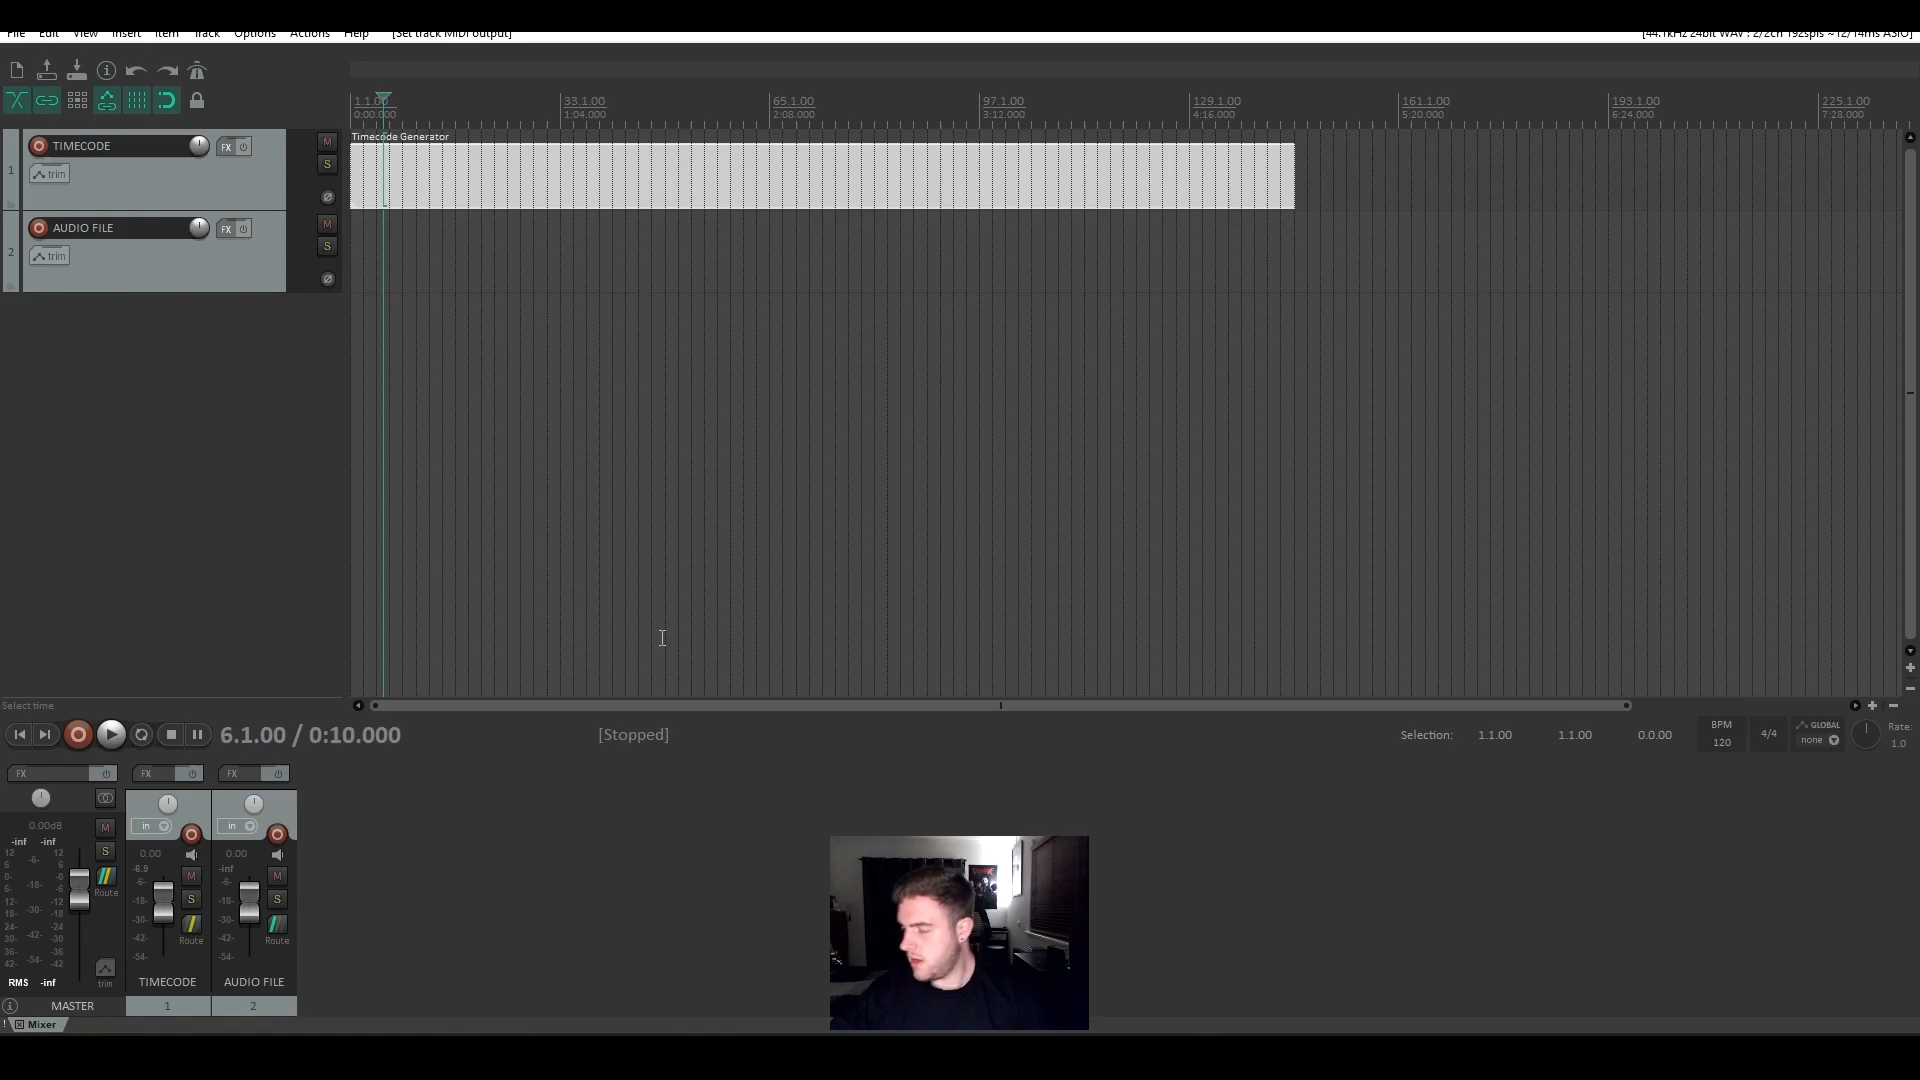 File Edit View Insert Item Track Options Actions Help [Set track MIDI output] [44.1kHz 24bit WAV : 2/2ch 192spls ~12/14ms ASIO]
1.1.00 33.1.00 65.1.00 97.1.00 129.1.00 161.1.00 193.1.00 225.1.00
0:00.000 1:04.000 2:08.000 3:12.000 4:16.000 5:20.000 6:24.000 7:28.000
Timecode Generator
1 TIMECODE FX M
trim S
2 AUDIO FILE FX M
trim S
Select time
6.1.00 / 0:10.000 [Stopped] Selection: 1.1.00 1.1.00 0.0.00 BPM 120 4/4 GLOBAL none Rate: 1.0
FX FX FX
in in
0.00dB M 0.00 0.00
-inf -inf S -6.9 -inf
12 -6- 12
6 6
0- -18- -0
6- -6
12- -30- -12
18- -18
24- -42- -24
30- -30
36- -54- -36
42- -42
-6- M -6- M
-18- S -18- S
-30- -30-
Route Route Route
-42- -42-
-54- -54-
RMS -inf trim TIMECODE AUDIO FILE
MASTER 1 2
! Mixer